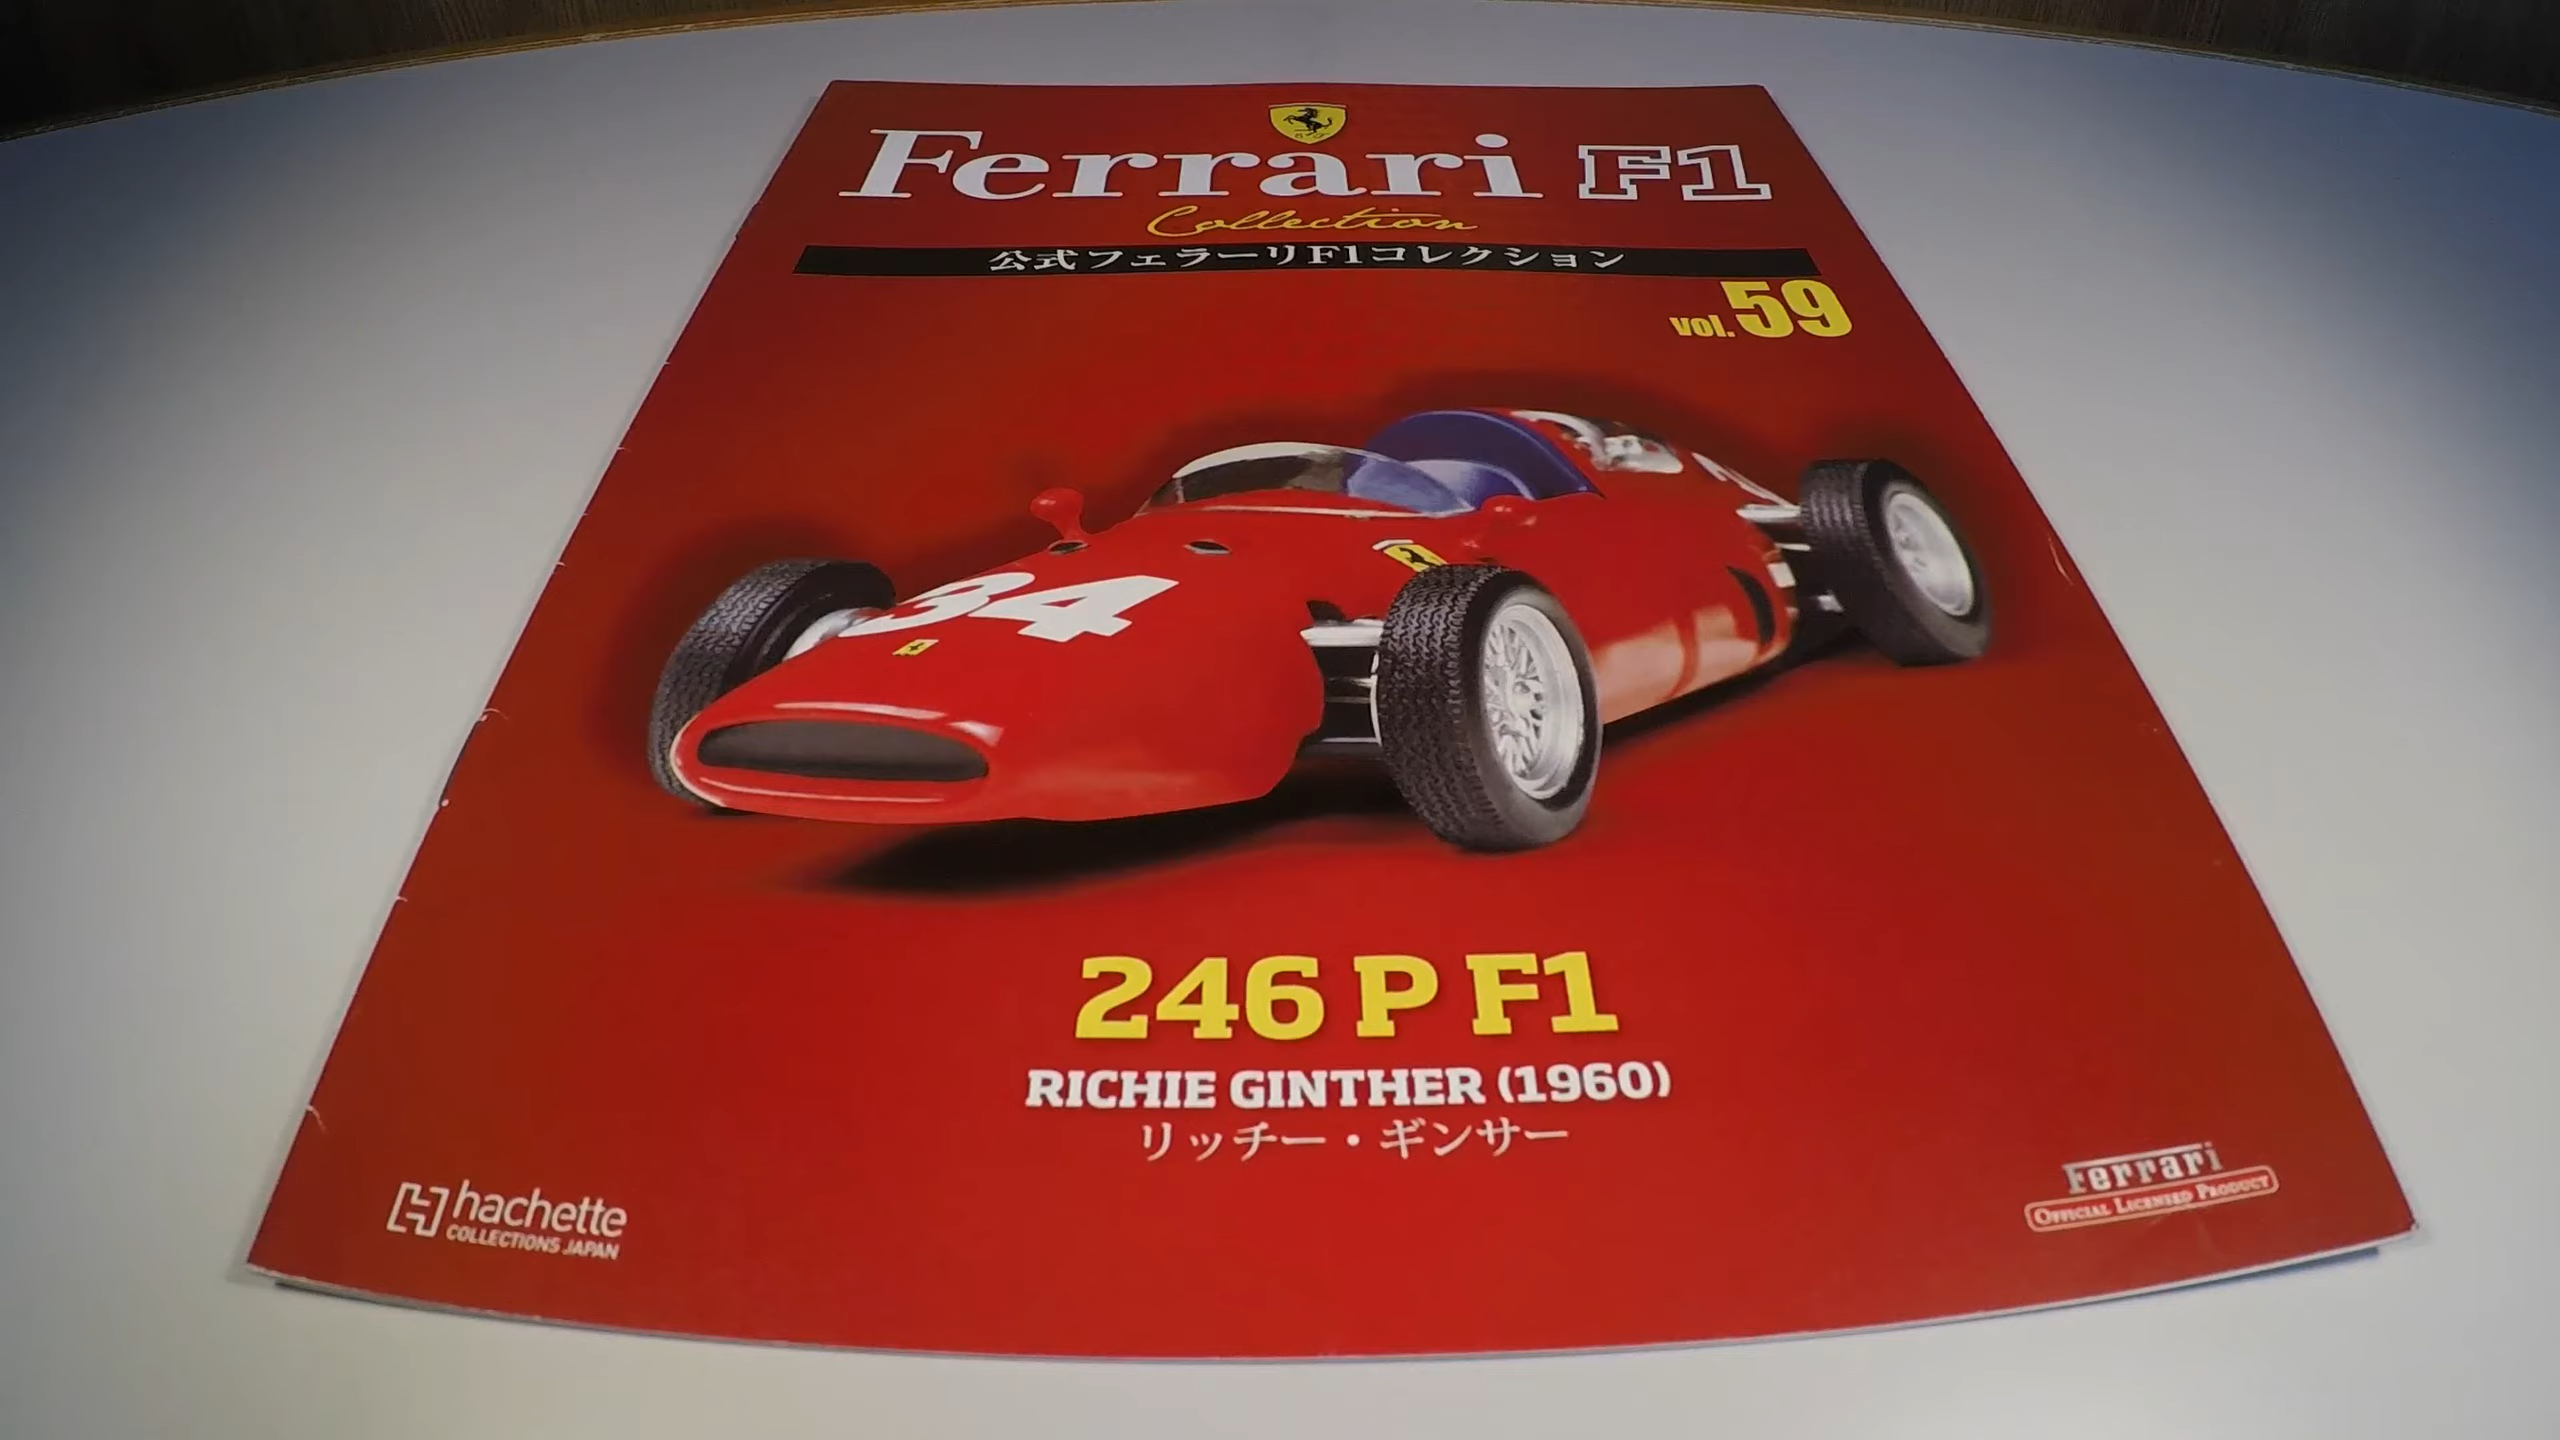 Ferrari F1
Collection
公式フェラーリF1コレクション
vol.59
34
246 P F1
RICHIE GINTHER (1960)
リッチー・ギンサー
hachette
COLLECTIONS JAPAN
Ferrari
OFFICIAL LICENSED PRODUCT